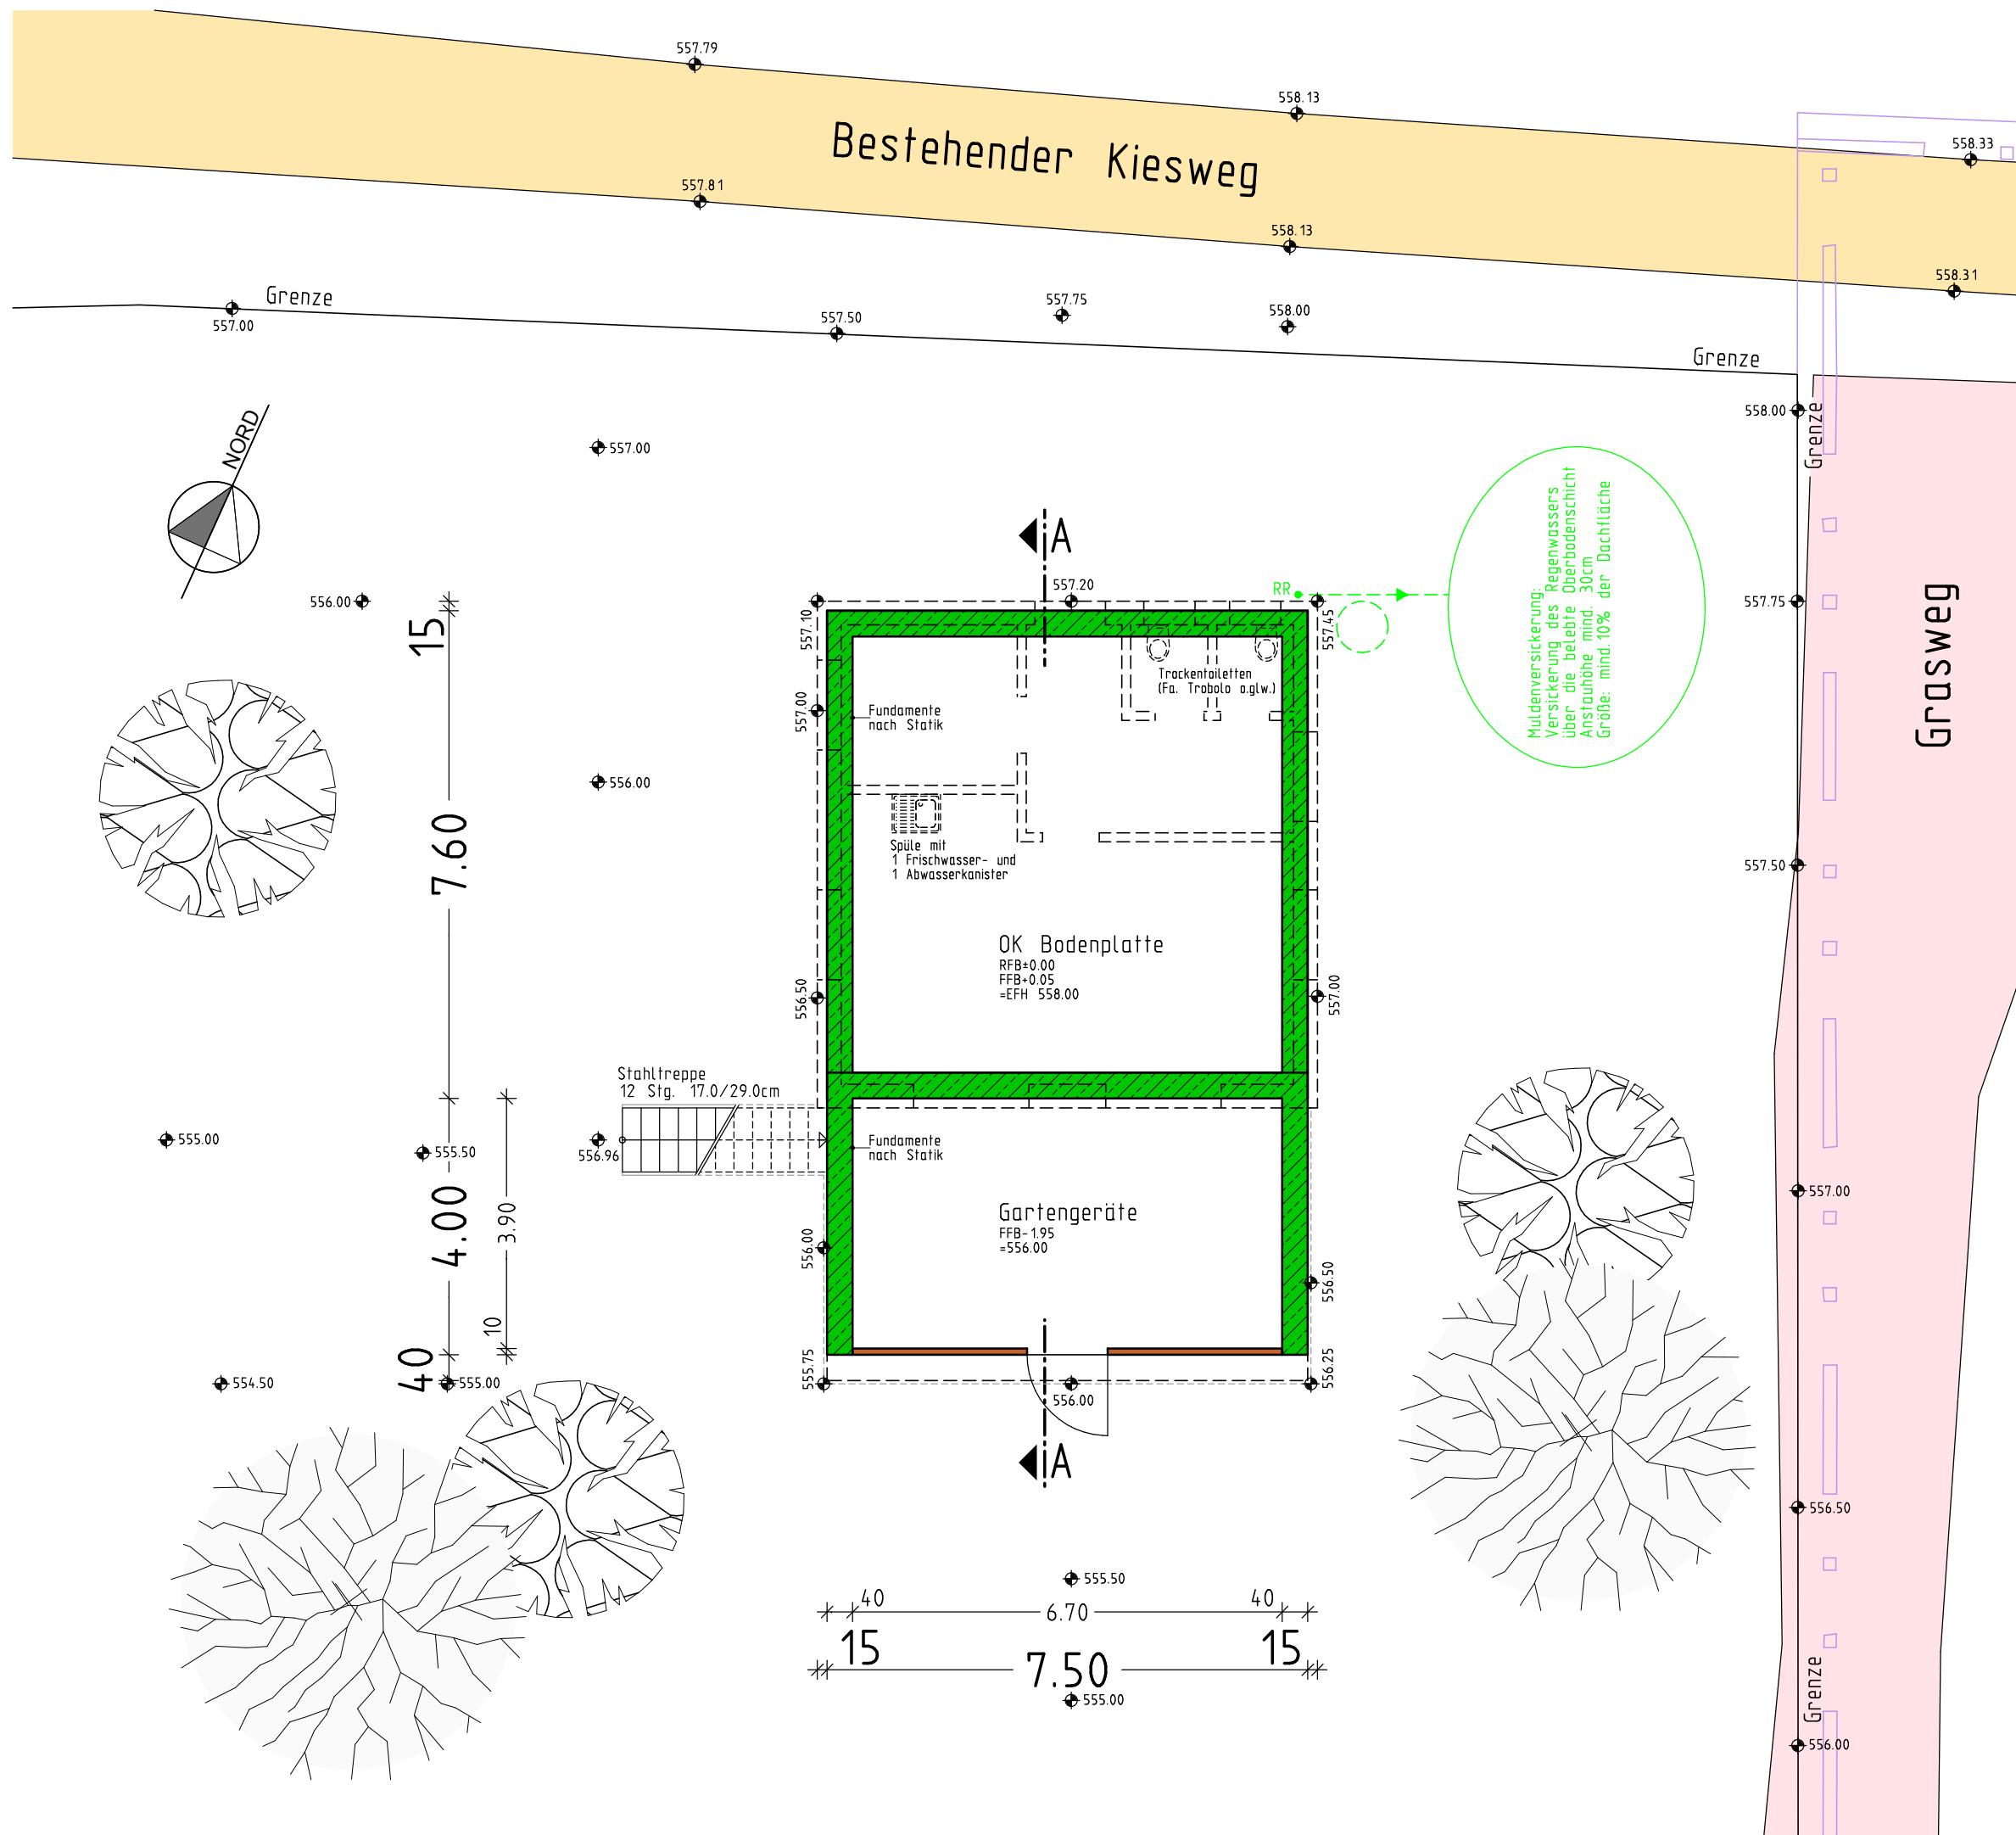 557.79
558.13
558.33
Bestehender Kiesweg
557.81
558.13
558.31
Grenze
557.00
557.50
557.75
558.00
Grenze
558.00
Grenze
NORD
557.00
A
556.00
15
557.10
557.20
RR
557.45
557.75
Muldenversickerung:
Versickerung des Regenwassers
über die belebte Oberbodenschicht
Anstauhöhe mind. 30cm
Größe: mind.10% der Dachfläche
Grasweg
Trockentoiletten
(Fa. Trobolo o.glw.)
557.00
Fundamente
nach Statik
556.00
7.60
Spüle mit
1 Frischwasser- und
1 Abwasserkanister
557.50
OK Bodenplatte
RFB±0.00
FFB+0.05
=EFH 558.00
556.50
557.00
Stahltreppe
12 Stg. 17.0/29.0cm
555.00
555.50
556.96
Fundamente
nach Statik
557.00
4.00
3.90
Gartengeräte
FFB-1.95
=556.00
556.00
556.50
10
40
554.50
555.00
555.75
556.00
556.25
A
556.50
555.50
40
6.70
40
15
7.50
15
555.00
Grenze
556.00